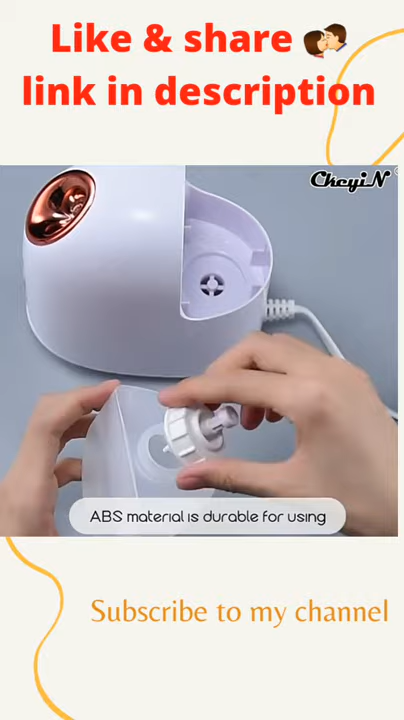 Like & share
link in description
CkeyiN
ABS material is durable for using
Subscribe to my channel